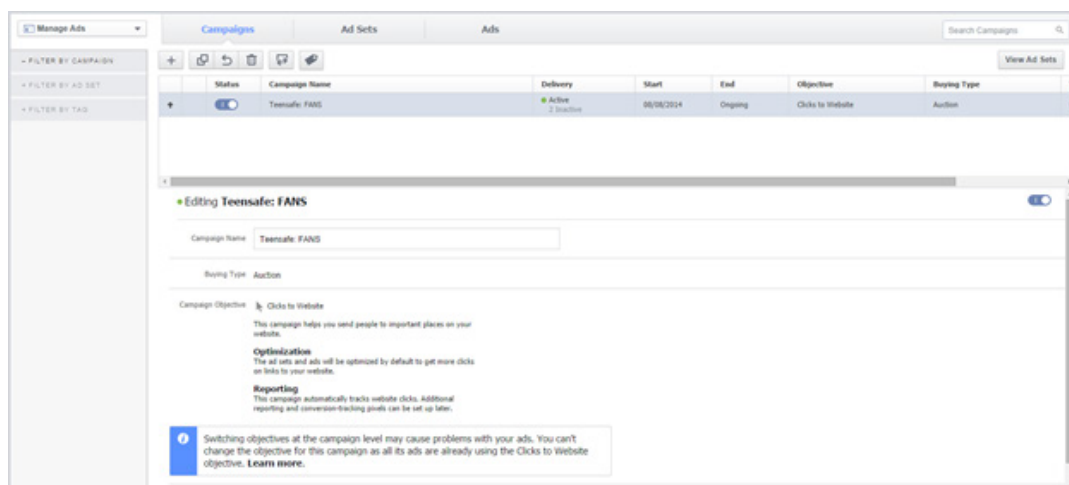 Manage Ads
Campaigns
Ad Sets
Ads
Search Campaigns
- FILTER BY CAMPAIGN
+ FILTER BY AD SET
+ FILTER BY TAG
View Ad Sets
Status Campaign Name Delivery Start End Objective Buying Type
Teensafe: FANS Active 08/08/2014 Ongoing Clicks to Website Auction
2 Inactive
Editing Teensafe: FANS
Campaign Name Teensafe: FANS
Buying Type Auction
Campaign Objective Clicks to Website
This campaign helps you send people to important places on your
website.
Optimization
The ad sets and ads will be optimized by default to get more clicks
on links to your website.
Reporting
This campaign automatically tracks website clicks. Additional
reporting and conversion-tracking pixels can be set up later.
Switching objectives at the campaign level may cause problems with your ads. You can't
change the objective for this campaign as all its ads are already using the Clicks to Website
objective. Learn more.